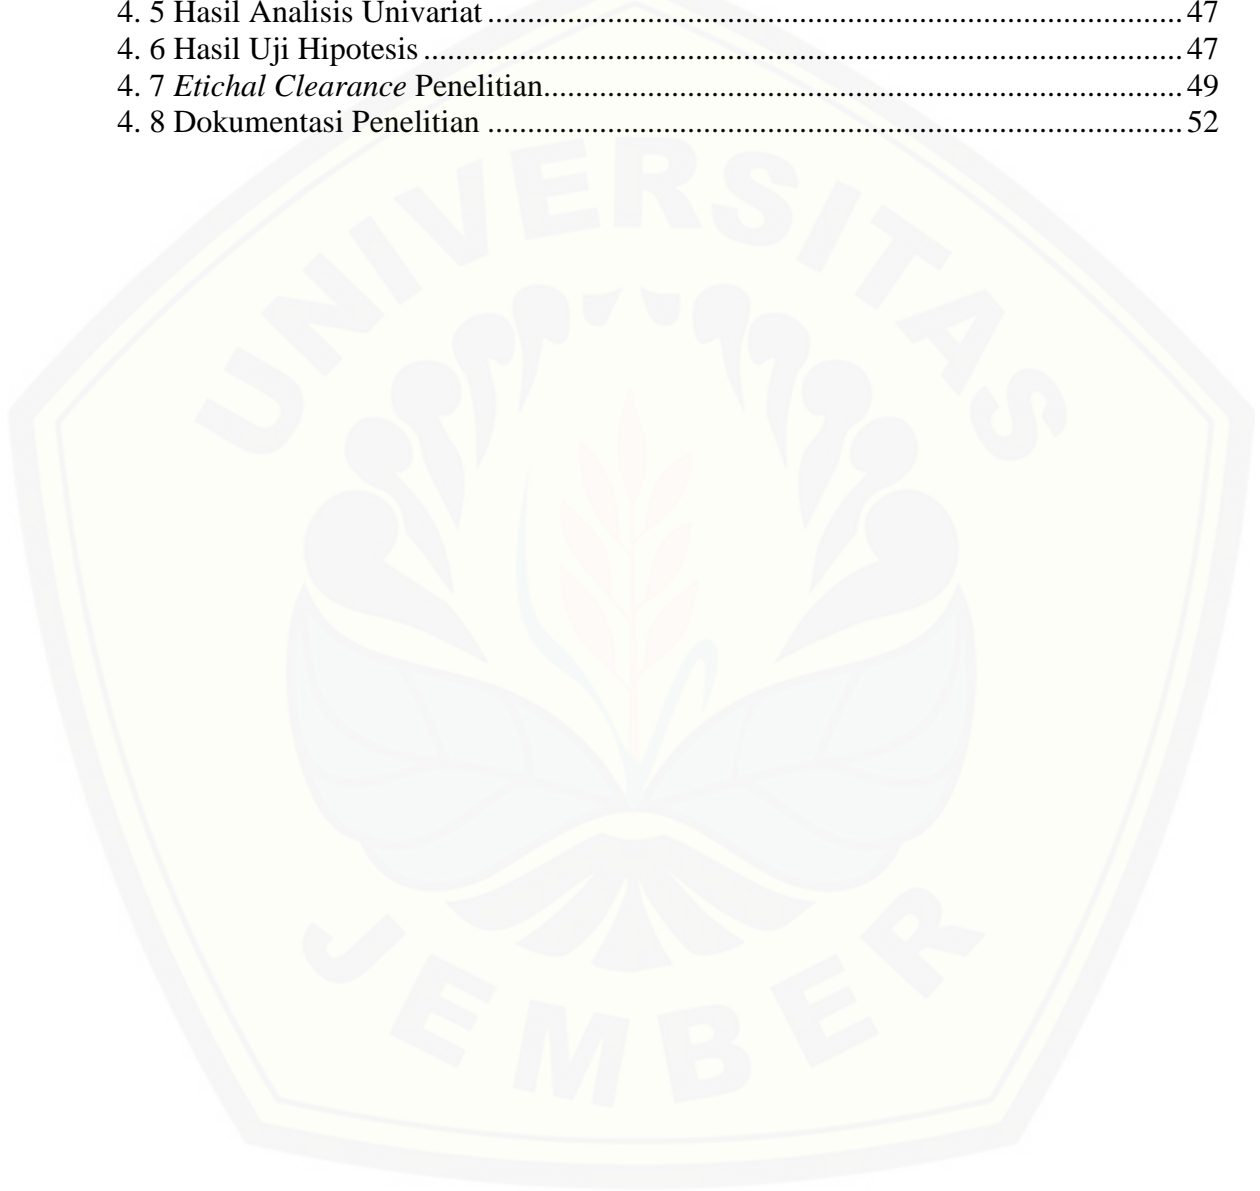 4. 5 Hasil Analisis Univariat ........................................................................................ 47
4. 6 Hasil Uji Hipotesis ................................................................................................ 47
4. 7 Etichal Clearance Penelitian................................................................................. 49
4. 8 Dokumentasi Penelitian ........................................................................................ 52
UNIVERSITAS
JEMBER